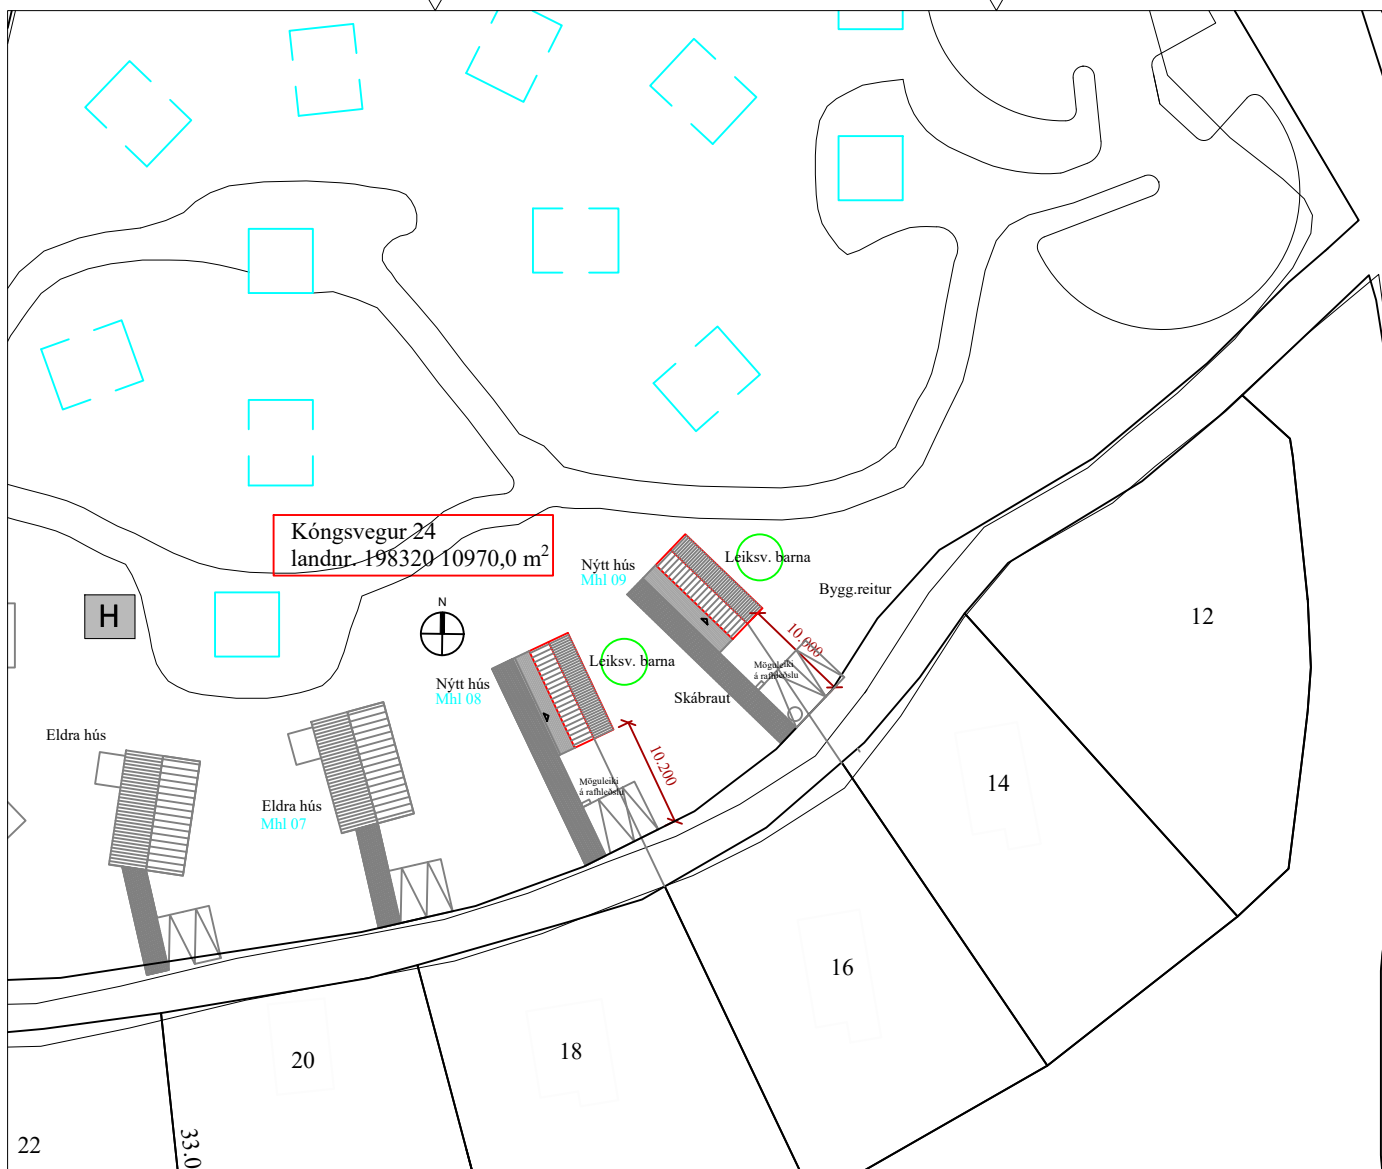 Kóngsvegur 24
landnr. 198320 10970,0 m²
Nýtt hús
Mhl 09
Leiksv. barna
Bygg.reitur
H
N
12
10.000
Leiksv. barna
Möguleiki
á rafhleðslu
Nýtt hús
Mhl 08
Skábraut
Eldra hús
10.200
Möguleiki
á rafhleðslu
14
Eldra hús
Mhl 07
16
18
20
22
33.0